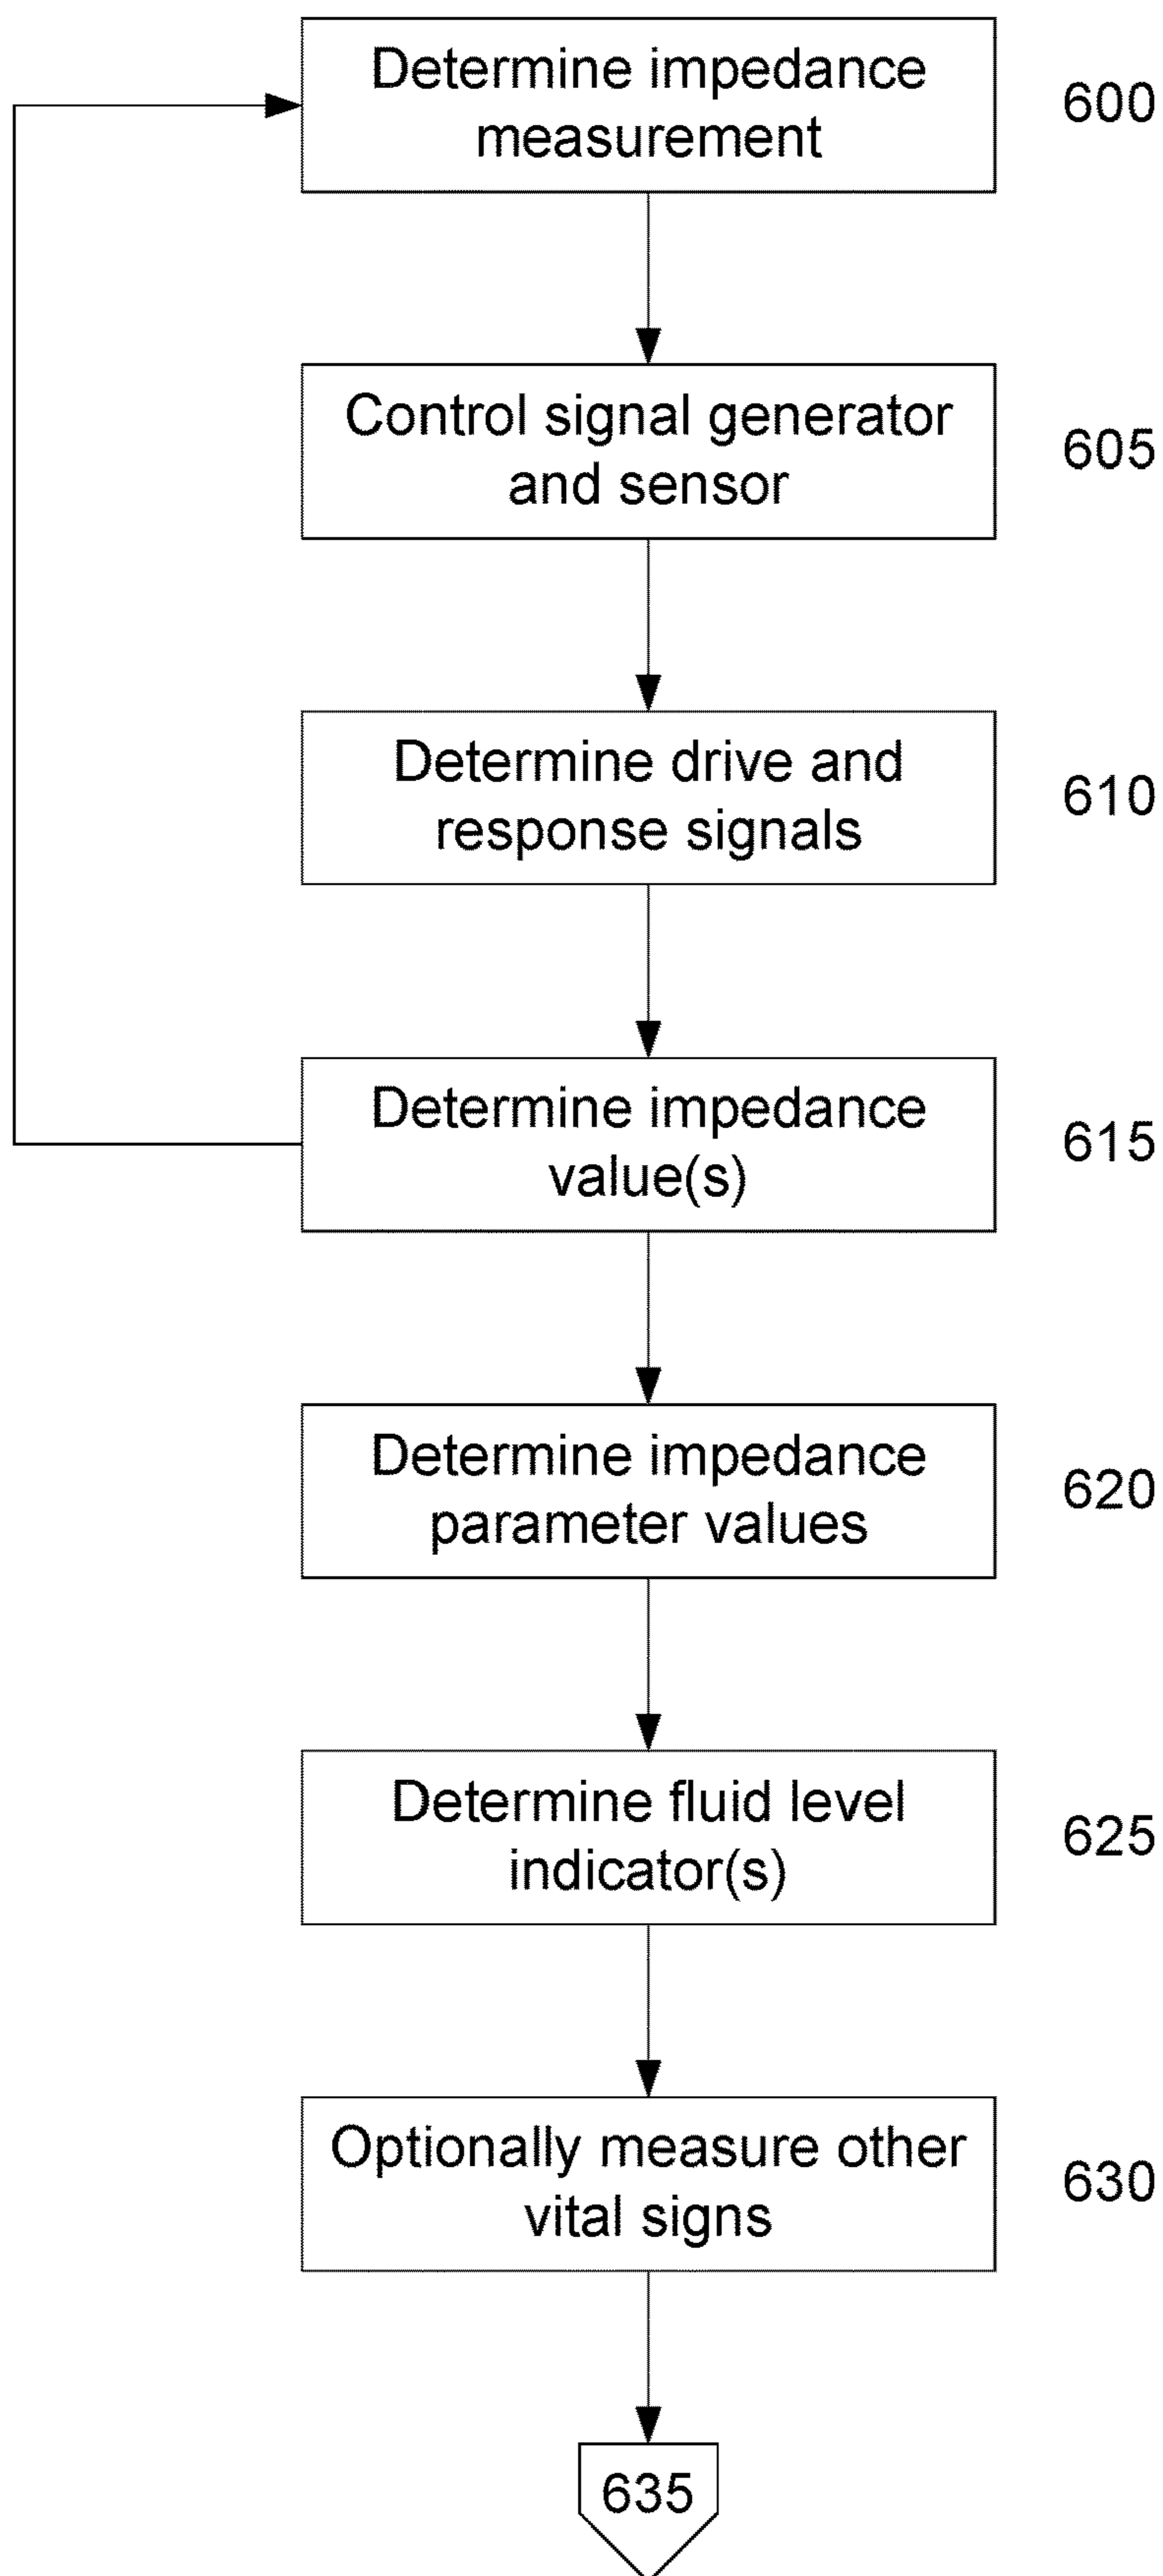 Determine impedance
measurement
600
Control signal generator
and sensor
605
Determine drive and
response signals
610
Determine impedance
value(s)
615
Determine impedance
parameter values
620
Determine fluid level
indicator(s)
625
Optionally measure other
vital signs
630
635